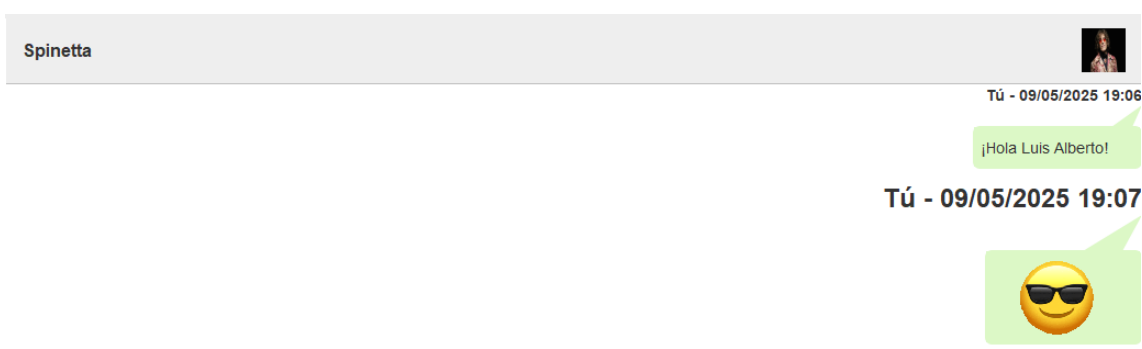 Spinetta
Tú - 09/05/2025 19:06
¡Hola Luis Alberto!
Tú - 09/05/2025 19:07
😎